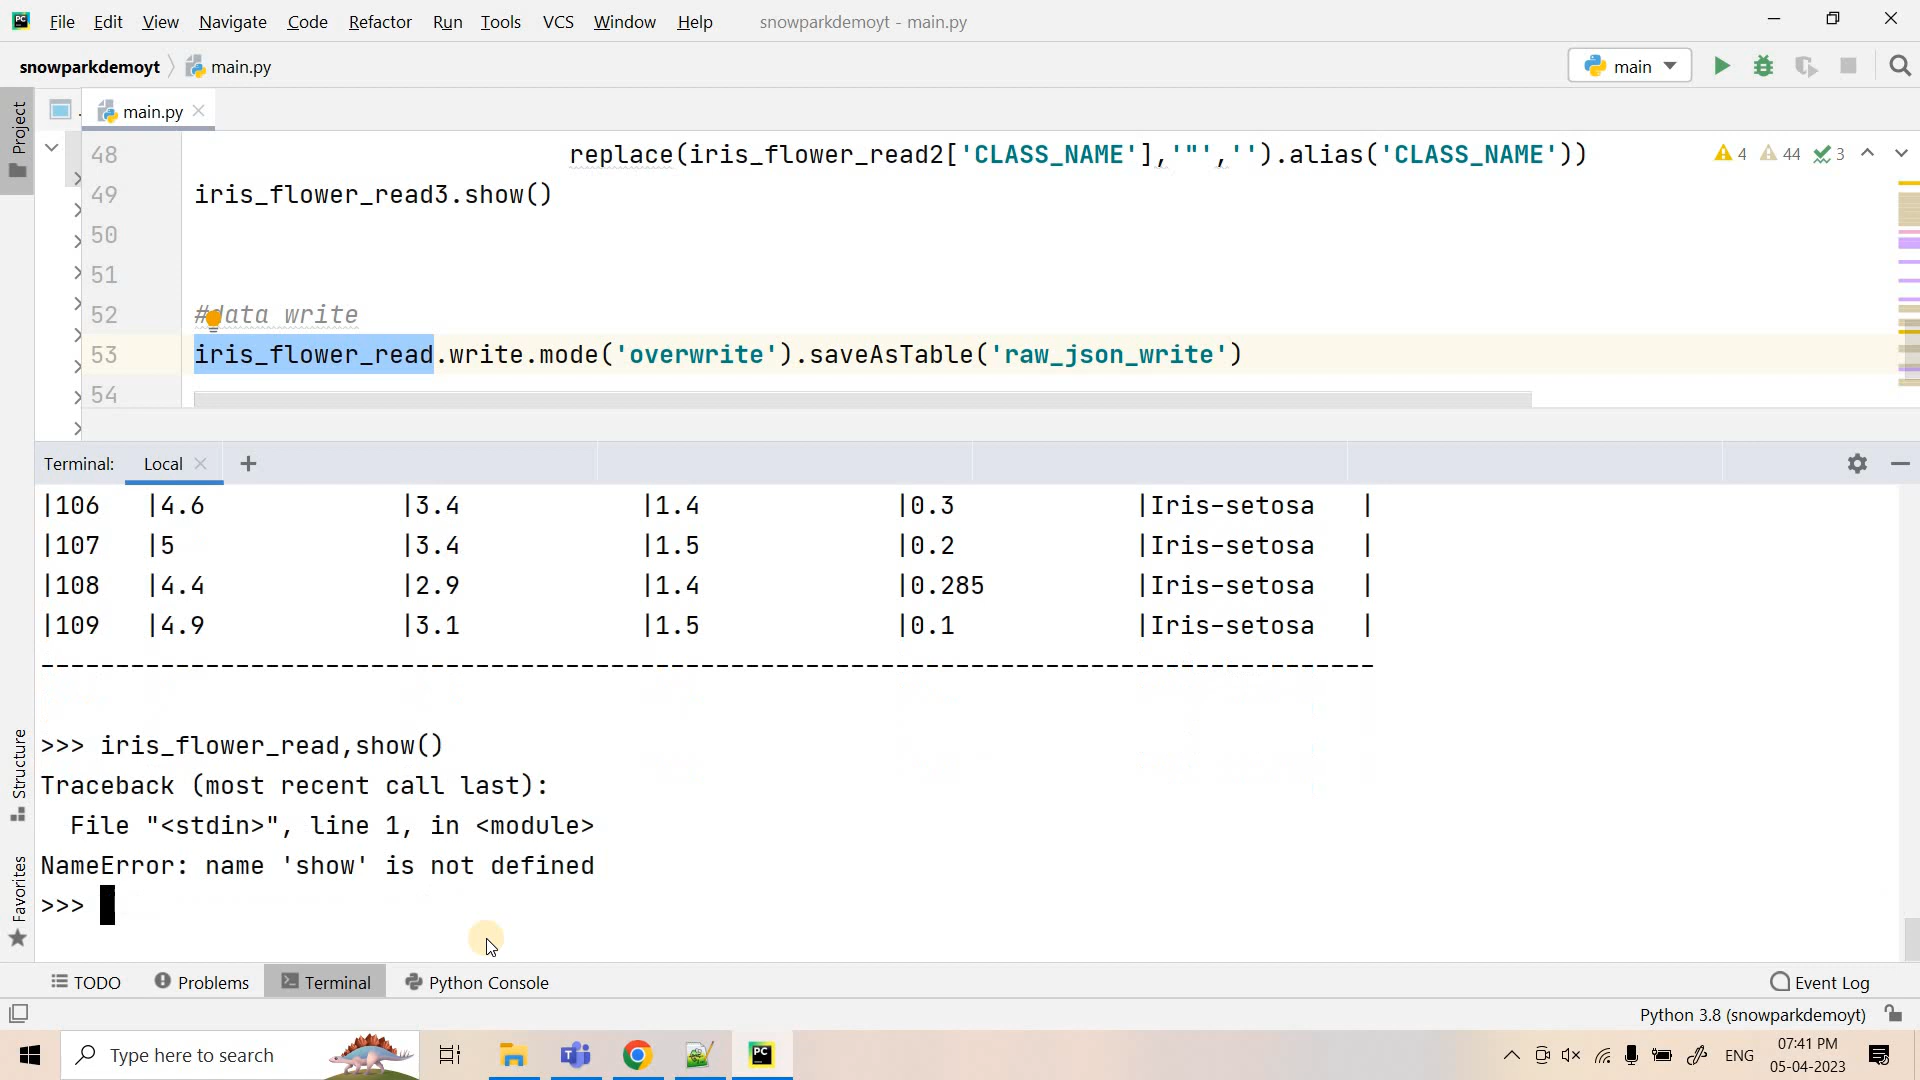 PC File Edit View Navigate Code Refactor Run Tools VCS Window Help snowparkdemoyt - main.py
snowparkdemoyt main.py main
main.py
Project
48 replace(iris_flower_read2['CLASS_NAME'],'"','').alias('CLASS_NAME')) 4 44 3
49 iris_flower_read3.show()
50
51
52 #data write
53 iris_flower_read.write.mode('overwrite').saveAsTable('raw_json_write')
54
Terminal: Local
|106 |4.6 |3.4 |1.4 |0.3 |Iris-setosa |
|107 |5 |3.4 |1.5 |0.2 |Iris-setosa |
|108 |4.4 |2.9 |1.4 |0.285 |Iris-setosa |
|109 |4.9 |3.1 |1.5 |0.1 |Iris-setosa |
------------------------------------------------------------------------------------------
>>> iris_flower_read,show()
Traceback (most recent call last):
File "<stdin>", line 1, in <module>
NameError: name 'show' is not defined
>>>
Structure
Favorites
TODO Problems Terminal Python Console Event Log
Python 3.8 (snowparkdemoyt)
Type here to search PC ENG 07:41 PM
05-04-2023